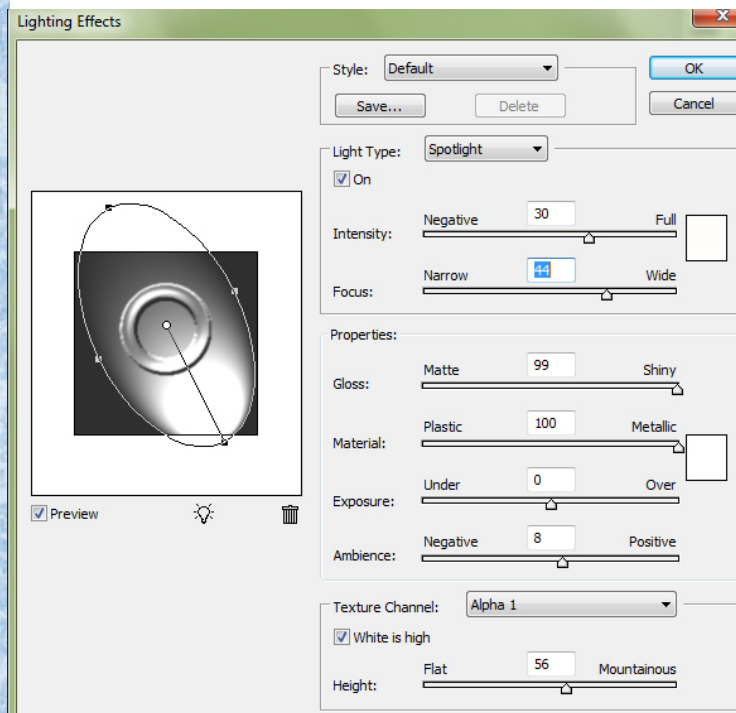 Lighting Effects
Style: Default
OK
Save...
Delete
Cancel
Light Type: Spotlight
On
Intensity: Negative 30 Full
Focus: Narrow 44 Wide
Properties:
Gloss: Matte 99 Shiny
Material: Plastic 100 Metallic
Exposure: Under 0 Over
Preview
Ambience: Negative 8 Positive
Texture Channel: Alpha 1
White is high
Height: Flat 56 Mountainous